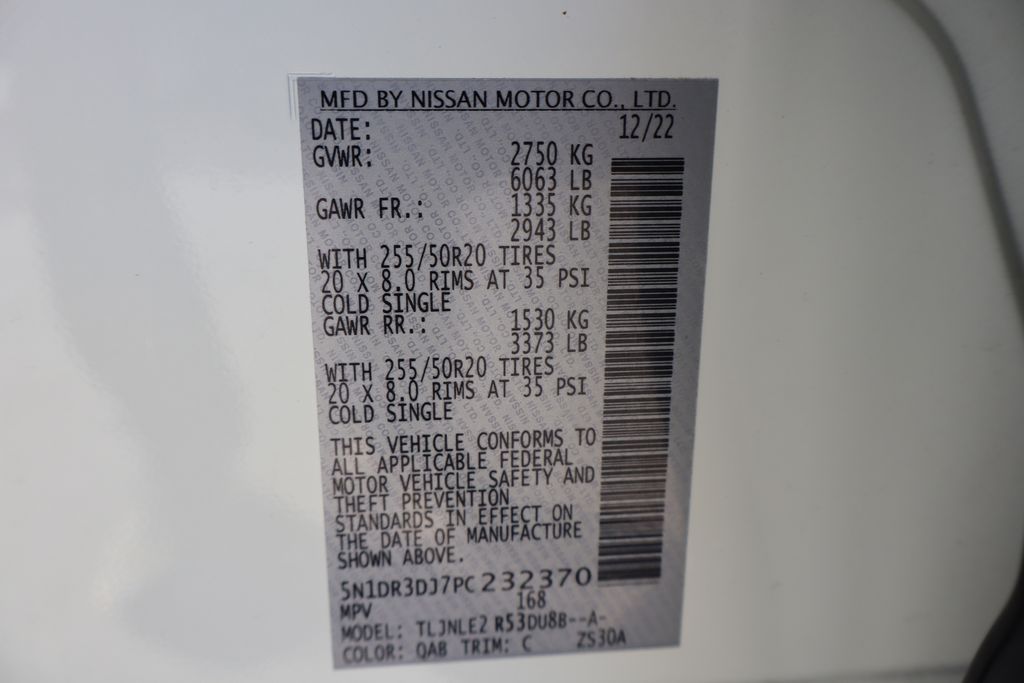 MFD BY NISSAN MOTOR CO., LTD.
DATE: 12/22
GVWR: 2750 KG
6063 LB
GAWR FR.: 1335 KG
2943 LB
WITH 255/50R20 TIRES
20 X 8.0 RIMS AT 35 PSI
COLD SINGLE
GAWR RR.: 1530 KG
3373 LB
WITH 255/50R20 TIRES
20 X 8.0 RIMS AT 35 PSI
COLD SINGLE
THIS VEHICLE CONFORMS TO
ALL APPLICABLE FEDERAL
MOTOR VEHICLE SAFETY AND
THEFT PREVENTION
STANDARDS IN EFFECT ON
THE DATE OF MANUFACTURE
SHOWN ABOVE.
5N1DR3DJ7PC232370
MPV 168
MODEL: TLJNLE2 R53DU8B--A-
COLOR: QAB TRIM: C ZS30A